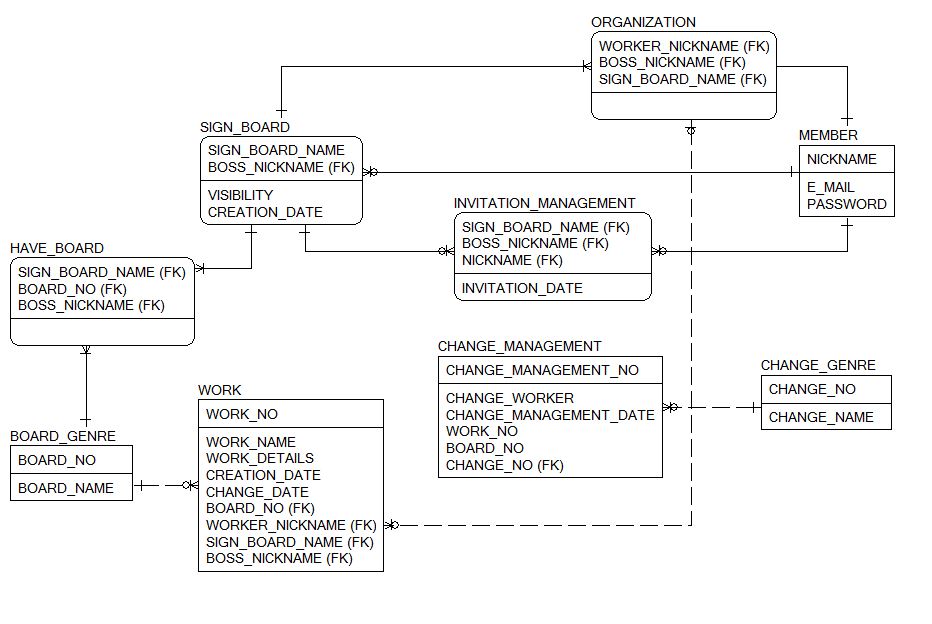 ORGANIZATION
WORKER_NICKNAME (FK)
BOSS_NICKNAME (FK)
SIGN_BOARD_NAME (FK)
SIGN_BOARD
SIGN_BOARD_NAME
BOSS_NICKNAME (FK)
VISIBILITY
CREATION_DATE
MEMBER
NICKNAME
E_MAIL
PASSWORD
INVITATION_MANAGEMENT
SIGN_BOARD_NAME (FK)
BOSS_NICKNAME (FK)
NICKNAME (FK)
INVITATION_DATE
HAVE_BOARD
SIGN_BOARD_NAME (FK)
BOARD_NO (FK)
BOSS_NICKNAME (FK)
CHANGE_MANAGEMENT
CHANGE_MANAGEMENT_NO
CHANGE_WORKER
CHANGE_MANAGEMENT_DATE
WORK_NO
BOARD_NO
CHANGE_NO (FK)
CHANGE_GENRE
CHANGE_NO
CHANGE_NAME
WORK
WORK_NO
WORK_NAME
WORK_DETAILS
CREATION_DATE
CHANGE_DATE
BOARD_NO (FK)
WORKER_NICKNAME (FK)
SIGN_BOARD_NAME (FK)
BOSS_NICKNAME (FK)
BOARD_GENRE
BOARD_NO
BOARD_NAME